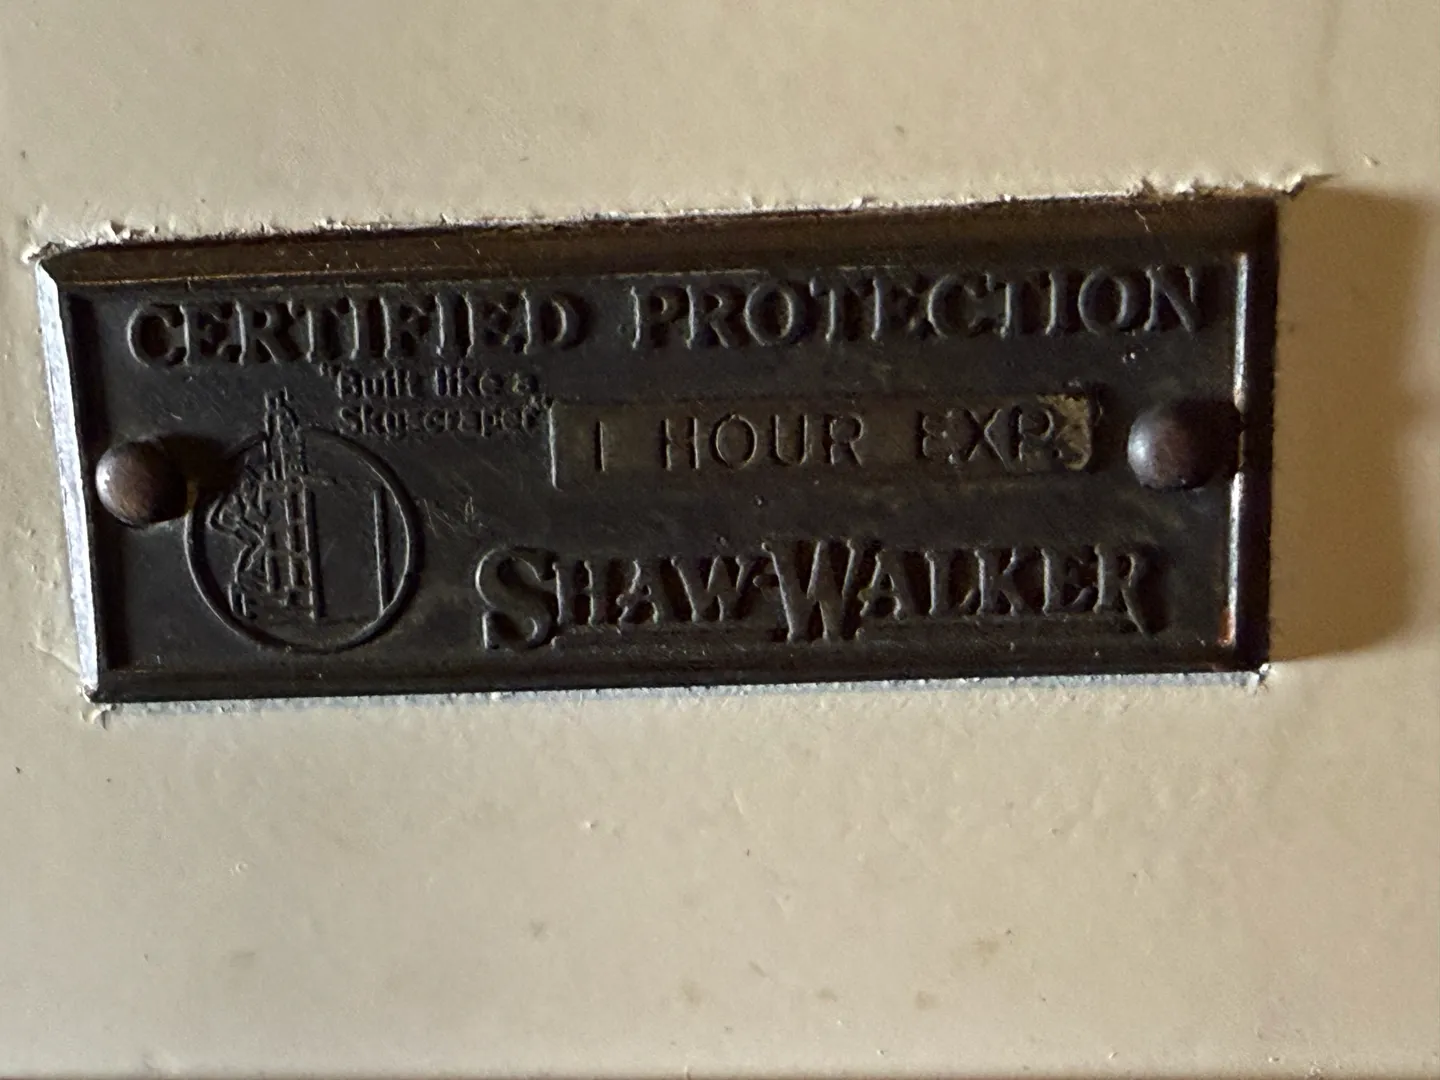 CERTIFIED PROTECTION
"Built like a
Skyscraper"
1 HOUR EXP.
SHAW-WALKER